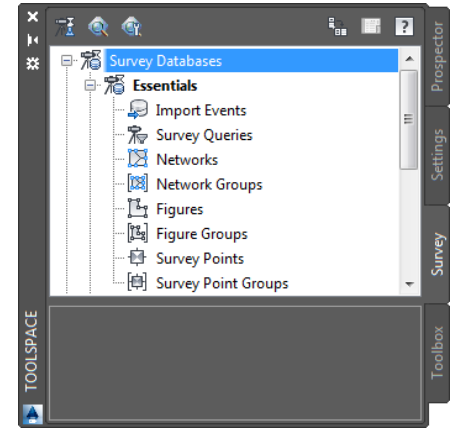 Survey Databases
Essentials
Import Events
Survey Queries
Networks
Network Groups
Figures
Figure Groups
Survey Points
Survey Point Groups
Prospector
Settings
Survey
Toolbox
TOOLSPACE
?